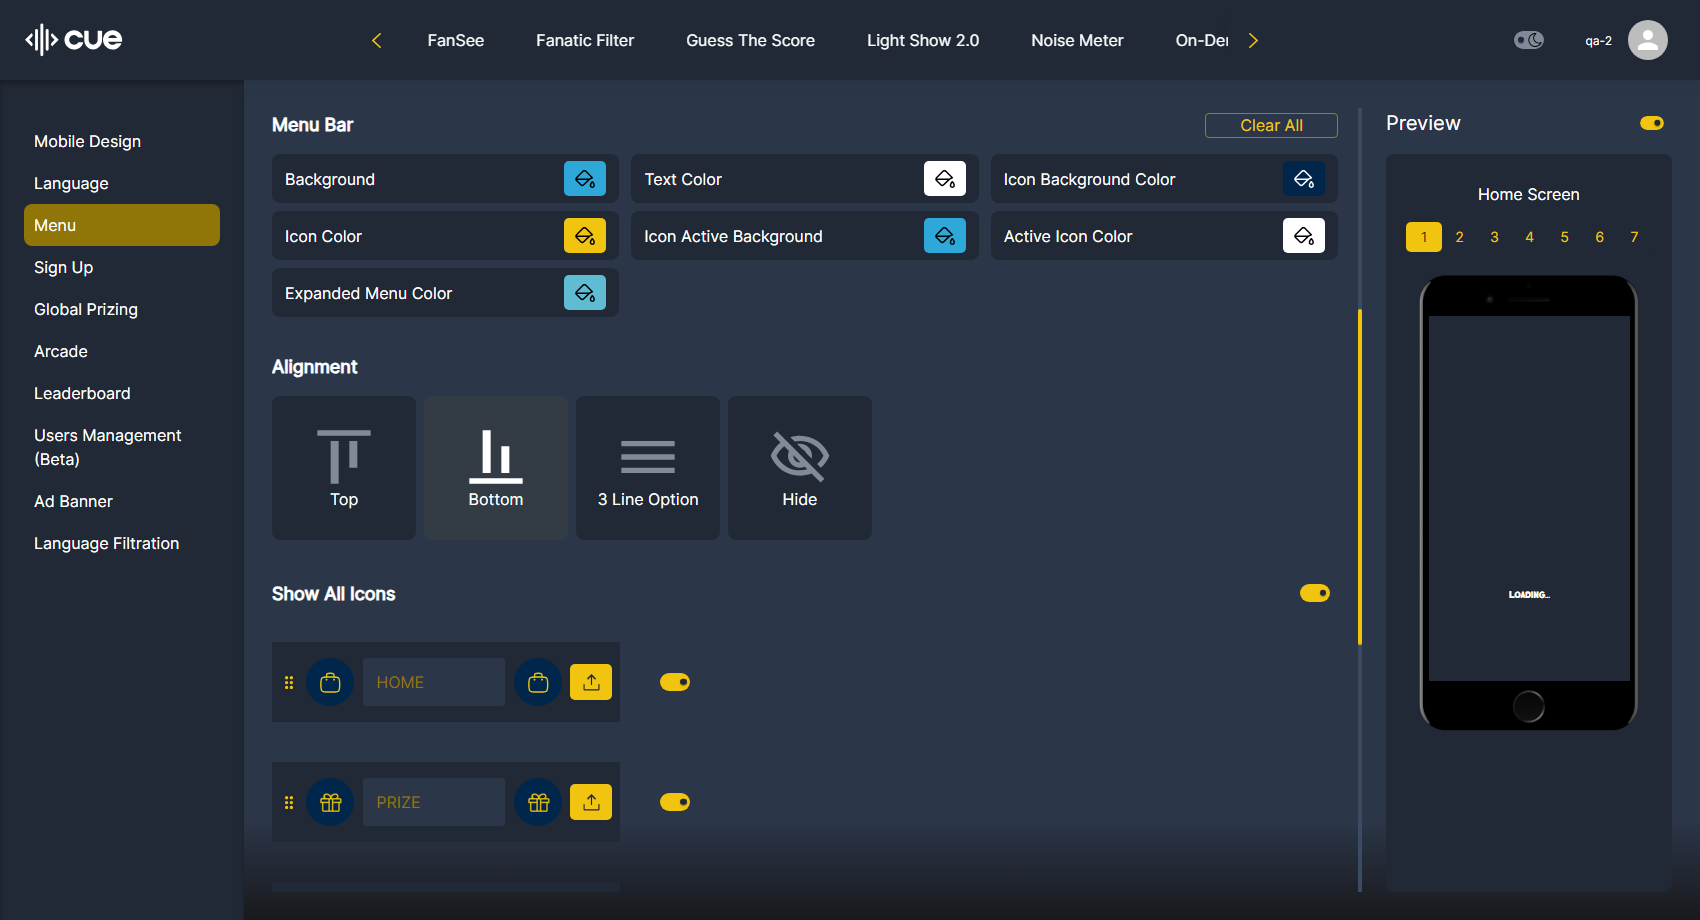 cue
FanSee
Fanatic Filter
Guess The Score
Light Show 2.0
Noise Meter
On-Der
qa-2
Mobile Design
Language
Menu
Sign Up
Global Prizing
Arcade
Leaderboard
Users Management
(Beta)
Ad Banner
Language Filtration
Menu Bar
Clear All
Background
Text Color
Icon Background Color
Icon Color
Icon Active Background
Active Icon Color
Expanded Menu Color
Alignment
Top
Bottom
3 Line Option
Hide
Show All Icons
HOME
PRIZE
Preview
Home Screen
1 2 3 4 5 6 7
LOADING...